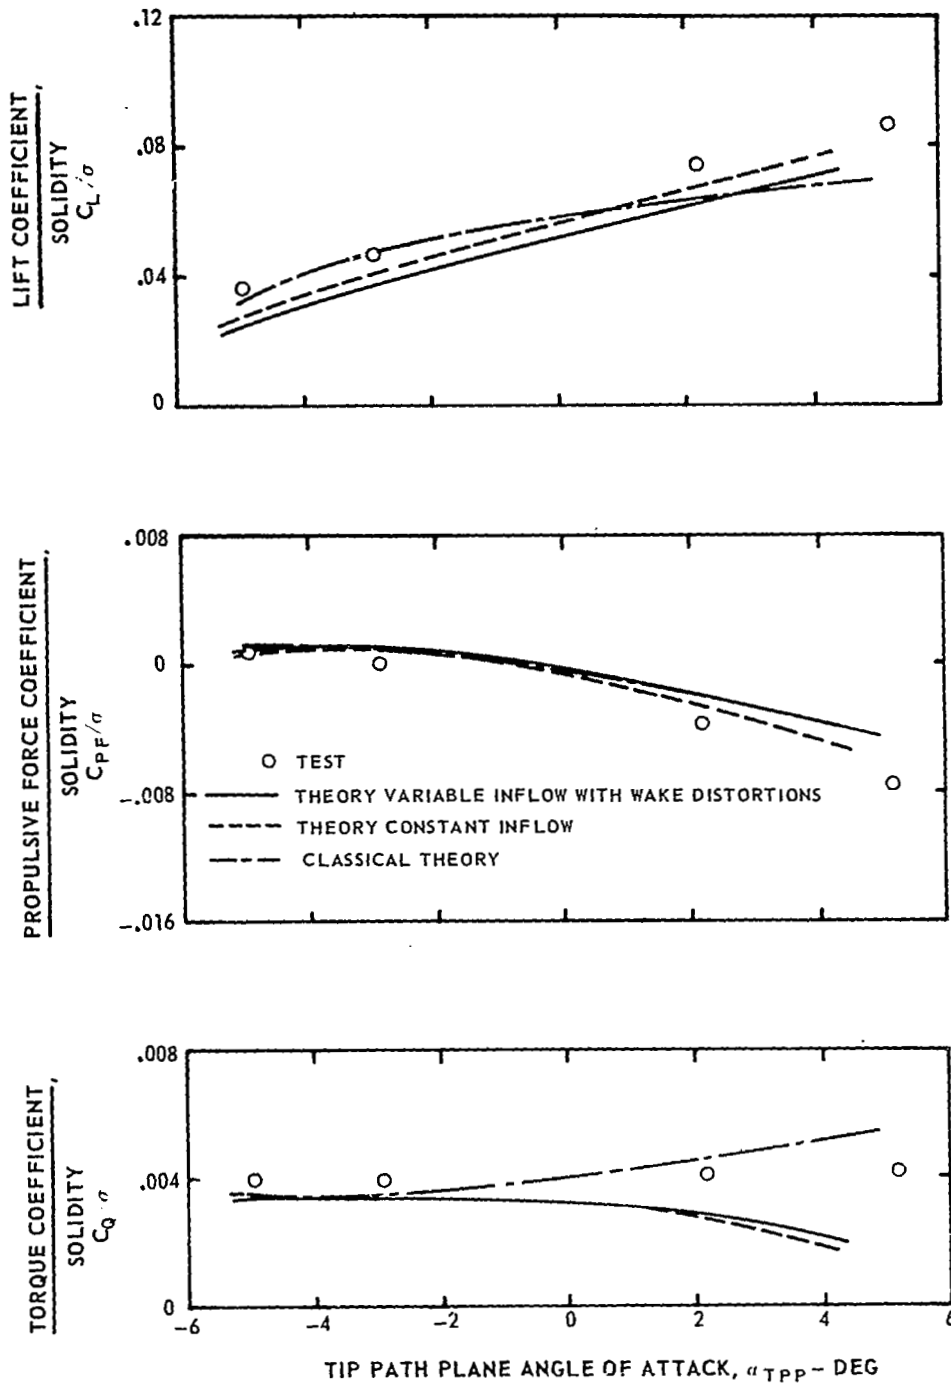 .12
.08
.04
0
LIFT COEFFICIENT,
SOLIDITY
C_L/σ
.008
0
-.008
-.016
PROPULSIVE FORCE COEFFICIENT,
SOLIDITY
C_PF/σ
TEST
THEORY VARIABLE INFLOW WITH WAKE DISTORTIONS
THEORY CONSTANT INFLOW
CLASSICAL THEORY
.008
.004
0
TORQUE COEFFICIENT,
SOLIDITY
C_Q σ
-6 -4 -2 0 2 4 6
TIP PATH PLANE ANGLE OF ATTACK, α_TPP - DEG